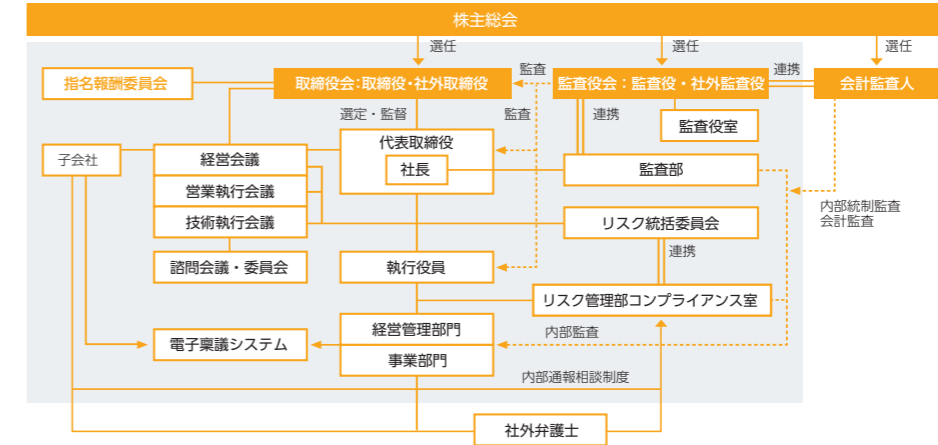 株主総会
選任
選任
選任
指名報酬委員会
取締役会:取締役・社外取締役
監査
監査役会：監査役・社外監査役
連携
会計監査人
選定・監督
監査
連携
監査役室
代表取締役
社長
子会社
経営会議
監査部
営業執行会議
技術執行会議
内部統制監査
会計監査
リスク統括委員会
連携
諮問会議・委員会
執行役員
リスク管理部コンプライアンス室
経営管理部門
内部監査
電子稟議システム
事業部門
内部通報相談制度
社外弁護士